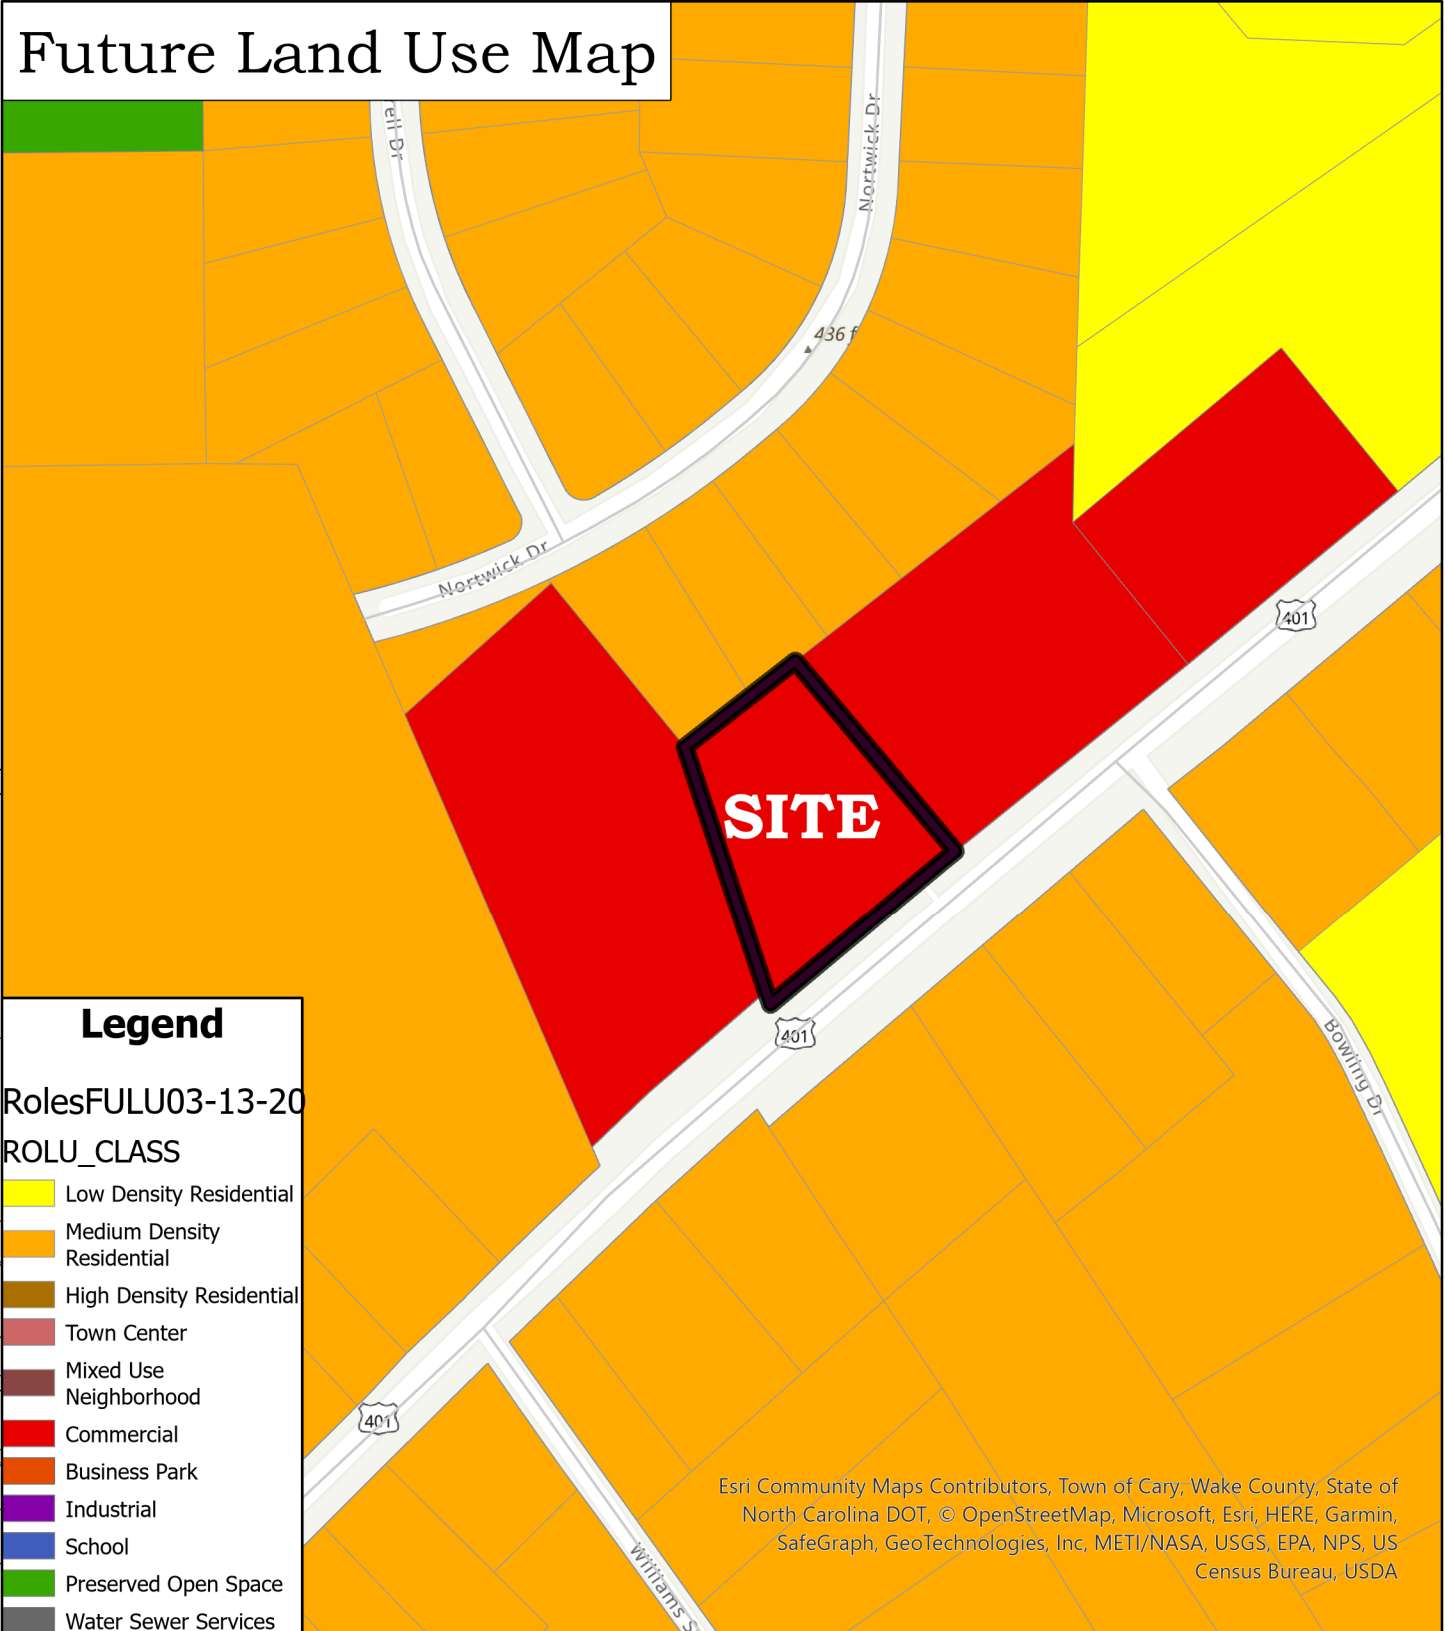 Future Land Use Map
rell Dr
Nortwick Dr
436 f
Nortwick Dr
401
SITE
401
Bowling Dr
401
Williams S
Legend
RolesFULU03-13-20
ROLU_CLASS
Low Density Residential
Medium Density
Residential
High Density Residential
Town Center
Mixed Use
Neighborhood
Commercial
Business Park
Industrial
School
Preserved Open Space
Water Sewer Services
Esri Community Maps Contributors, Town of Cary, Wake County, State of
North Carolina DOT, © OpenStreetMap, Microsoft, Esri, HERE, Garmin,
SafeGraph, GeoTechnologies, Inc, METI/NASA, USGS, EPA, NPS, US
Census Bureau, USDA